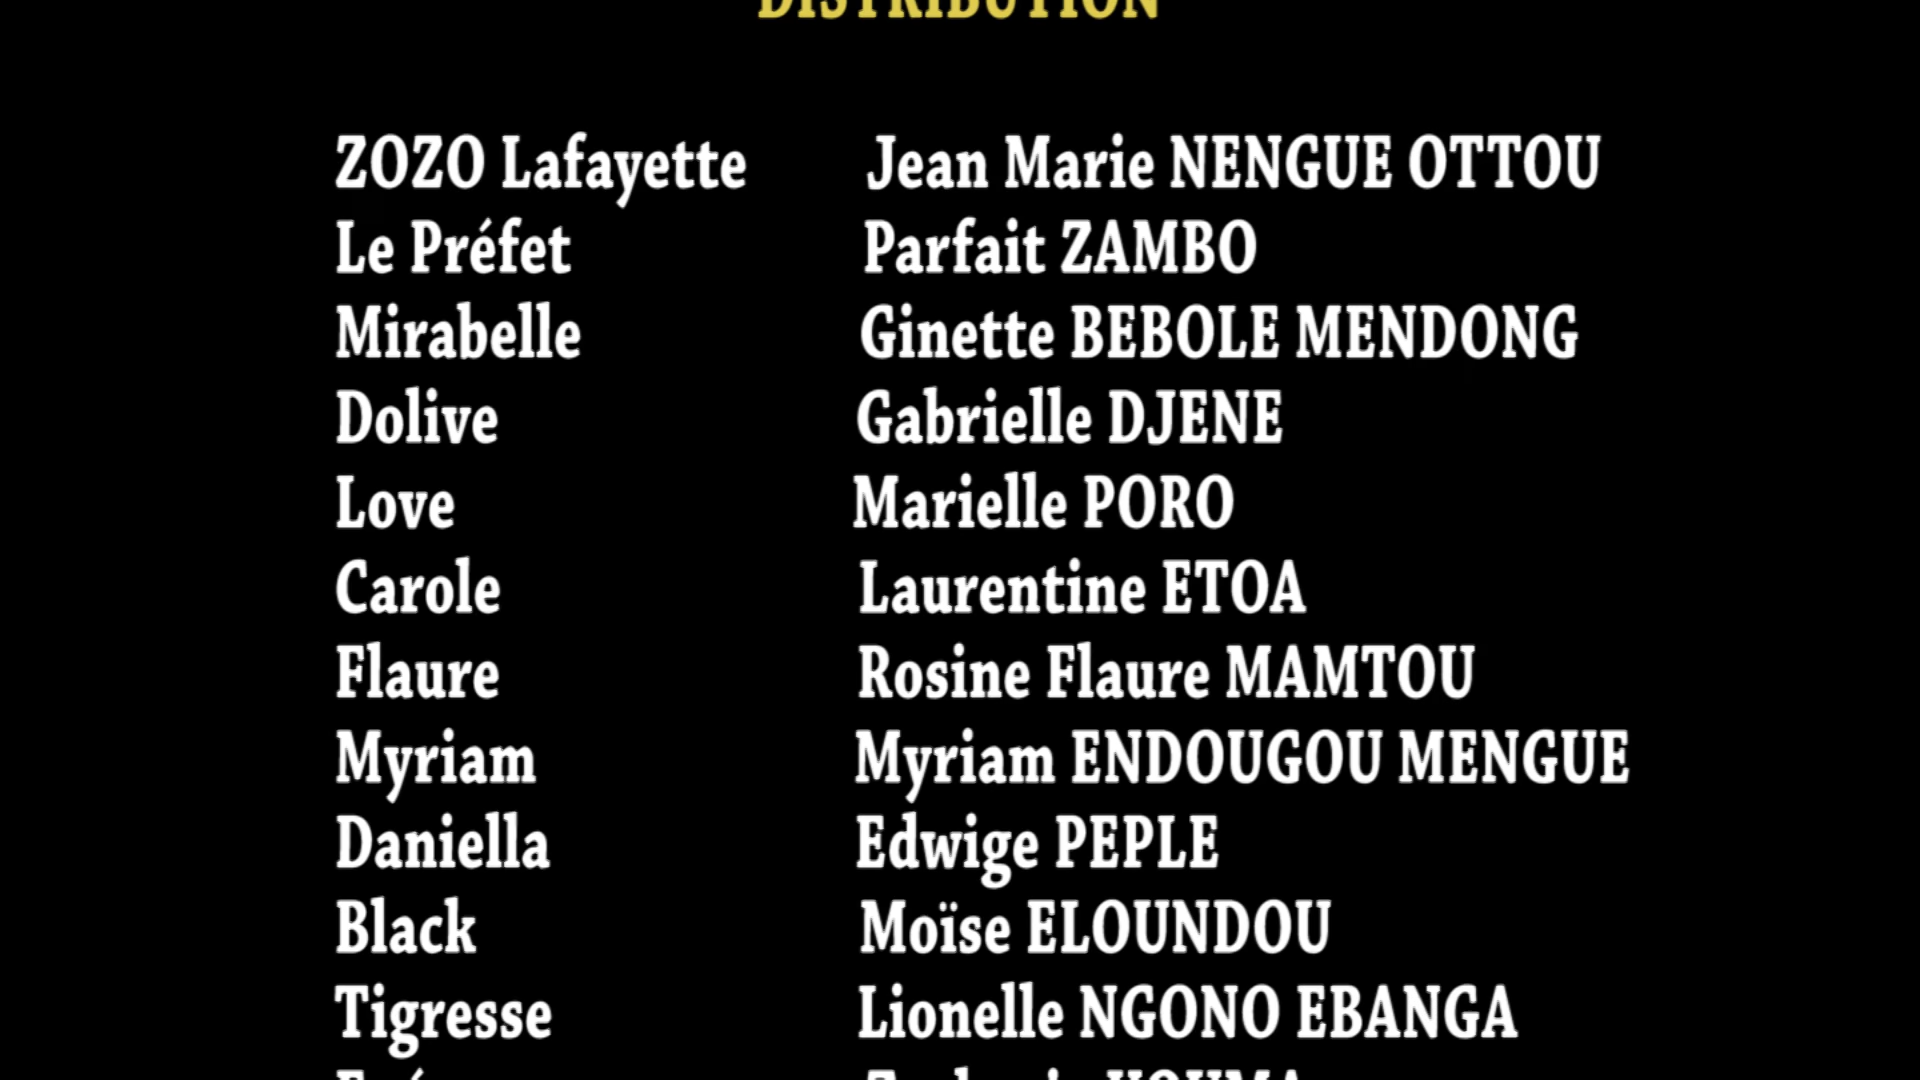 DISTRIBUTION
ZOZO Lafayette Jean Marie NENGUE OTTOU
Le Préfet Parfait ZAMBO
Mirabelle Ginette BEBOLE MENDONG
Dolive Gabrielle DJENE
Love Marielle PORO
Carole Laurentine ETOA
Flaure Rosine Flaure MAMTOU
Myriam Myriam ENDOUGOU MENGUE
Daniella Edwige PEPLE
Black Moïse ELOUNDOU
Tigresse Lionelle NGONO EBANGA